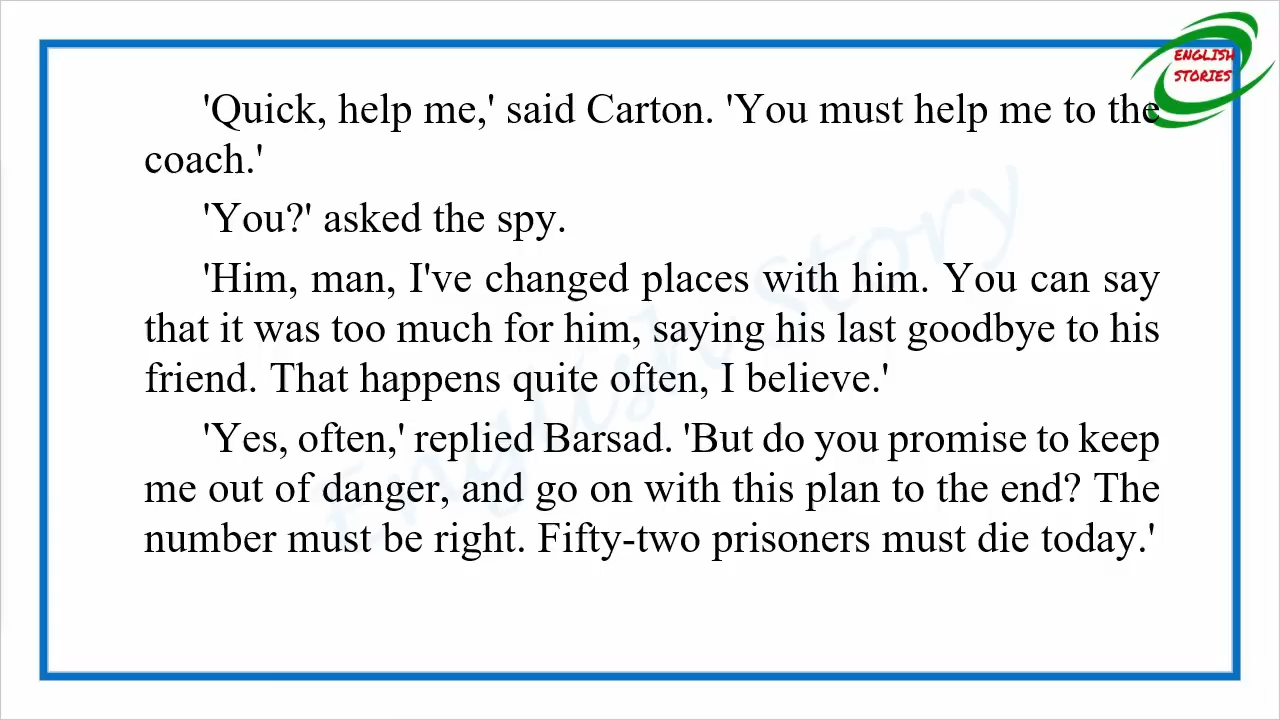 ENGLISH
STORIES
'Quick, help me,' said Carton. 'You must help me to the
coach.'
'You?' asked the spy.
'Him, man, I've changed places with him. You can say
that it was too much for him, saying his last goodbye to his
friend. That happens quite often, I believe.'
'Yes, often,' replied Barsad. 'But do you promise to keep
me out of danger, and go on with this plan to the end? The
number must be right. Fifty-two prisoners must die today.'
English Story